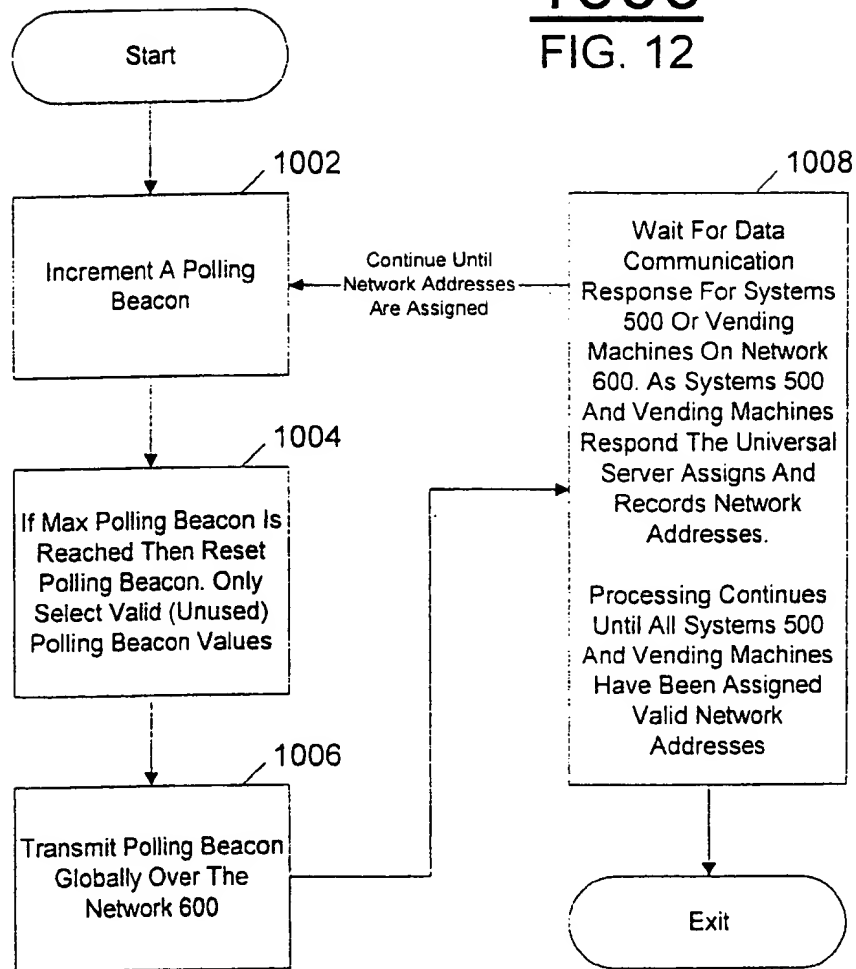 FIG. 12
Start
1002
Increment A Polling
Beacon
Continue Until
Network Addresses
Are Assigned
1004
If Max Polling Beacon Is
Reached Then Reset
Polling Beacon. Only
Select Valid (Unused)
Polling Beacon Values
1006
Transmit Polling Beacon
Globally Over The
Network 600
1008
Wait For Data
Communication
Response For Systems
500 Or Vending
Machines On Network
600. As Systems 500
And Vending Machines
Respond The Universal
Server Assigns And
Records Network
Addresses.
Processing Continues
Until All Systems 500
And Vending Machines
Have Been Assigned
Valid Network
Addresses
Exit